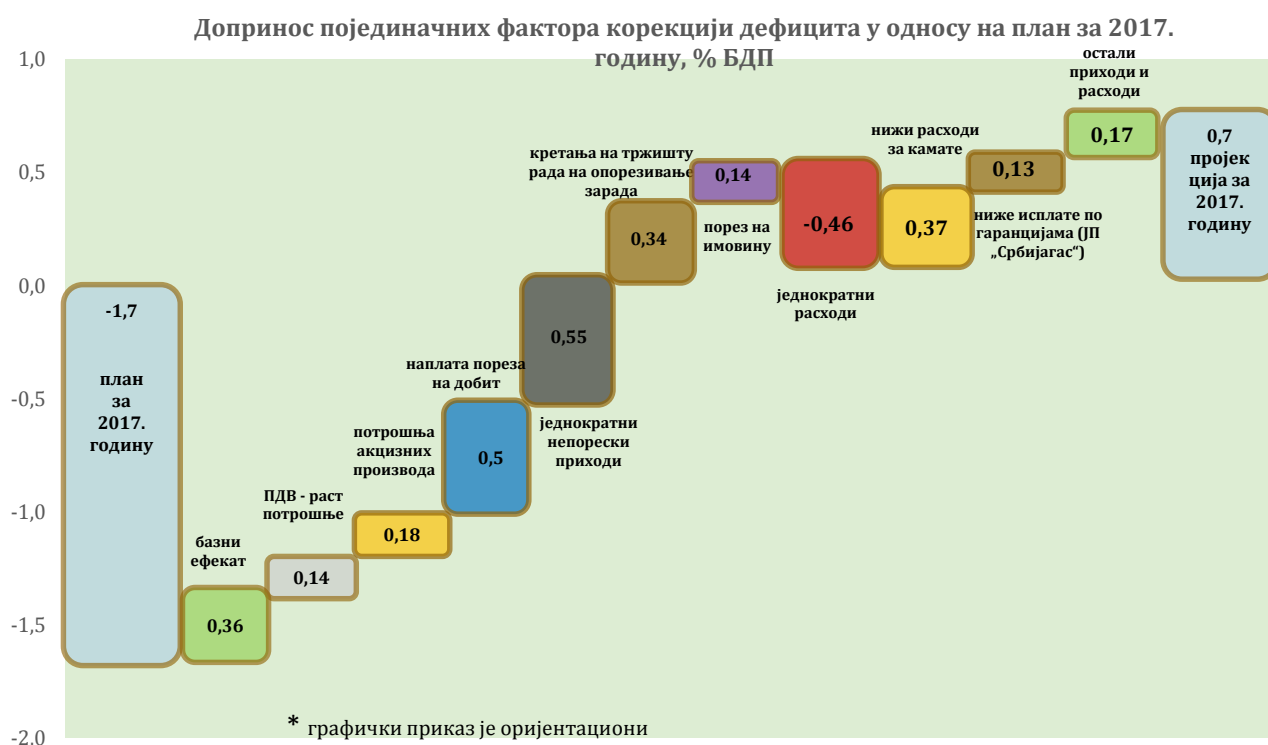 Допринос појединачних фактора корекцији дефицита у односу на план за 2017.
годину, % БДП
1,0
0,5
0,0
-0,5
-1,0
-1,5
-2,0
-1,7
план
за
2017.
годину
базни
ефекат
0,36
ПДВ - раст
потрошње
0,14
потрошња
акцизних
производа
0,18
наплата пореза
на добит
0,5
0,55
једнократни
непорески
приходи
кретања на тржишту
рада на опорезивање
зарада
0,34
0,14
порез на
имовину
-0,46
једнократни
расходи
нижи расходи
за камате
0,37
0,13
ниже исплате по
гаранцијама (ЈП
„Србијагас“)
остали
приходи и
расходи
0,17
0,7
пројек
ција за
2017.
годину
* графички приказ је оријентациони